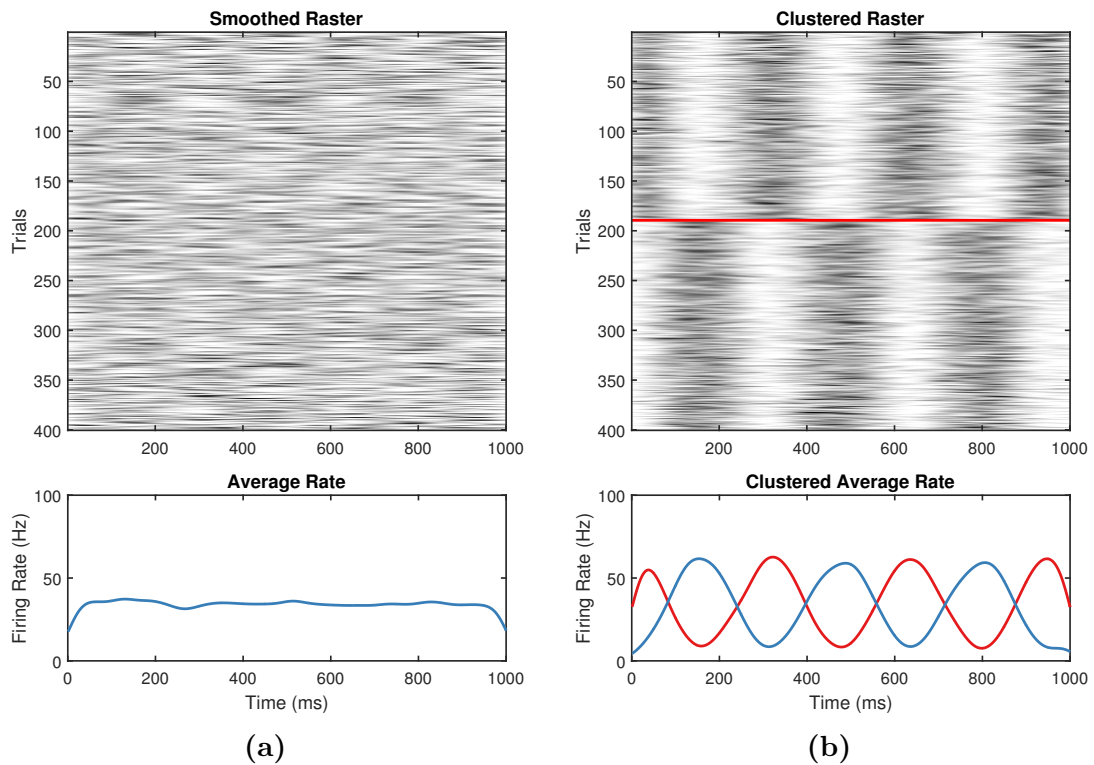 Smoothed Raster
Trials
50
100
150
200
250
300
350
400
200 400 600 800 1000
Average Rate
Firing Rate (Hz)
100
50
0
0 200 400 600 800 1000
Time (ms)
(a)
Clustered Raster
Trials
50
100
150
200
250
300
350
400
200 400 600 800 1000
Clustered Average Rate
Firing Rate (Hz)
100
50
0
0 200 400 600 800 1000
Time (ms)
(b)